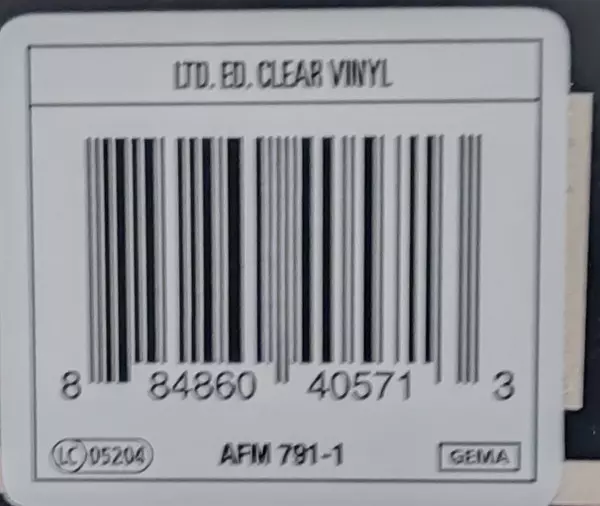 LTD. ED. CLEAR VINYL
8 84860 40571 3
LC 05204 AFM 791-1 GEMA